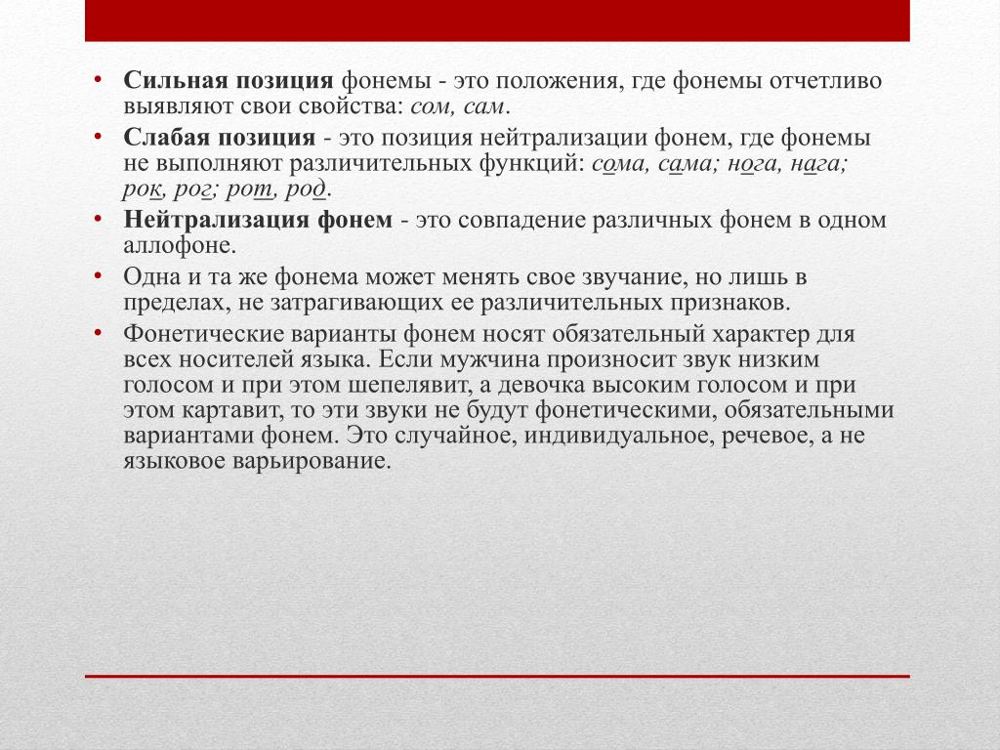 • Сильная позиция фонемы - это положения, где фонемы отчетливо
выявляют свои свойства: сом, сам.
• Слабая позиция - это позиция нейтрализации фонем, где фонемы
не выполняют различительных функций: сома, сама; нога, нага;
рок, рог; рот, род.
• Нейтрализация фонем - это совпадение различных фонем в одном
аллофоне.
• Одна и та же фонема может менять свое звучание, но лишь в
пределах, не затрагивающих ее различительных признаков.
• Фонетические варианты фонем носят обязательный характер для
всех носителей языка. Если мужчина произносит звук низким
голосом и при этом шепелявит, а девочка высоким голосом и при
этом картавит, то эти звуки не будут фонетическими, обязательными
вариантами фонем. Это случайное, индивидуальное, речевое, а не
языковое варьирование.